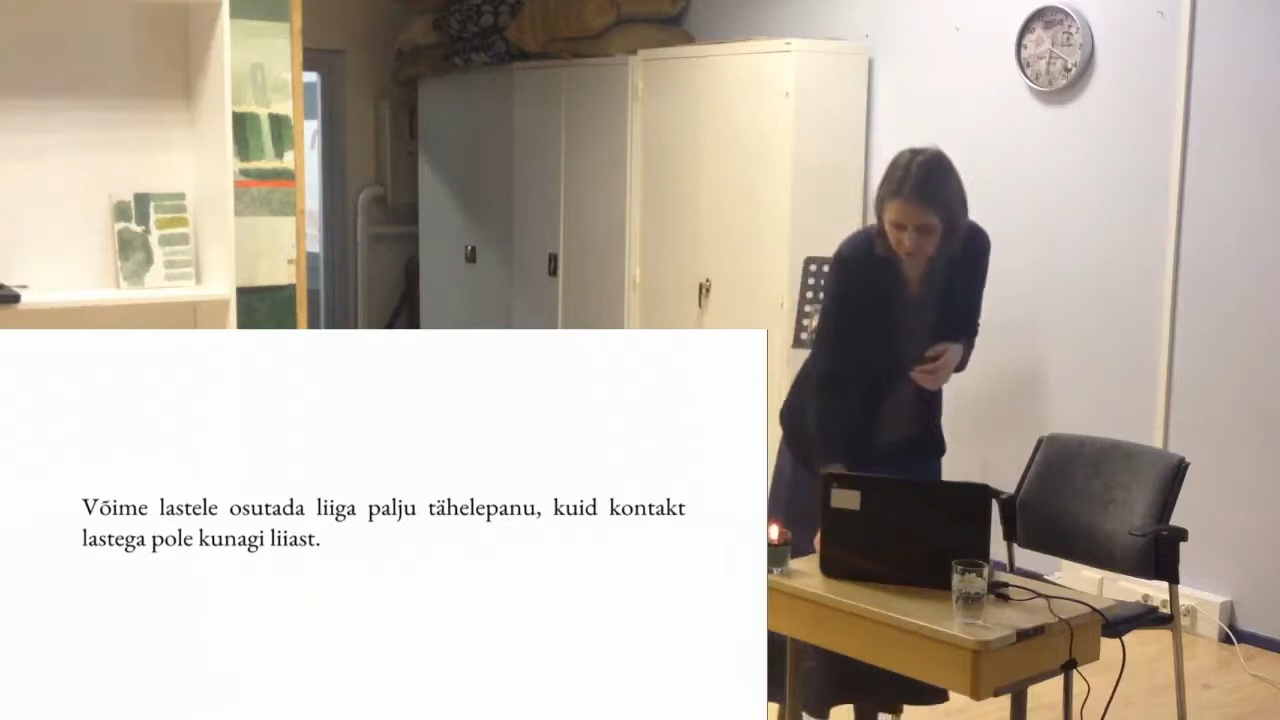 Võime lastele osutada liiga palju tähelepanu, kuid kontakt
lastega pole kunagi liiast.